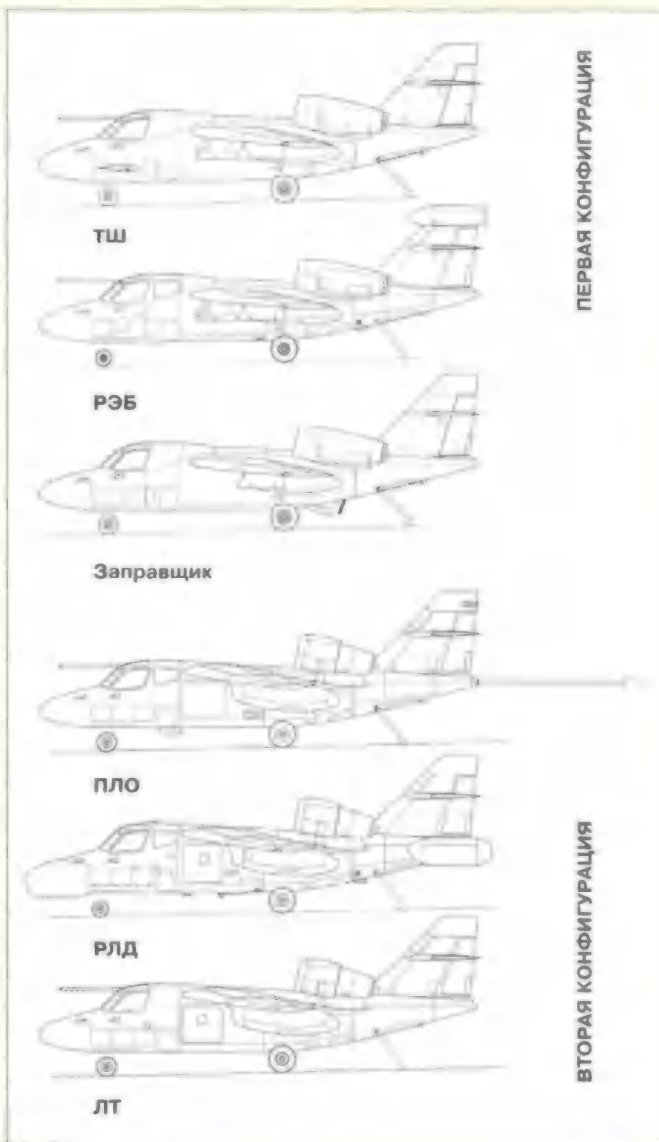 ПЕРВАЯ КОНФИГУРАЦИЯ
ТШ
РЭБ
Заправщик
ВТОРАЯ КОНФИГУРАЦИЯ
ПЛО
РЛД
ЛТ